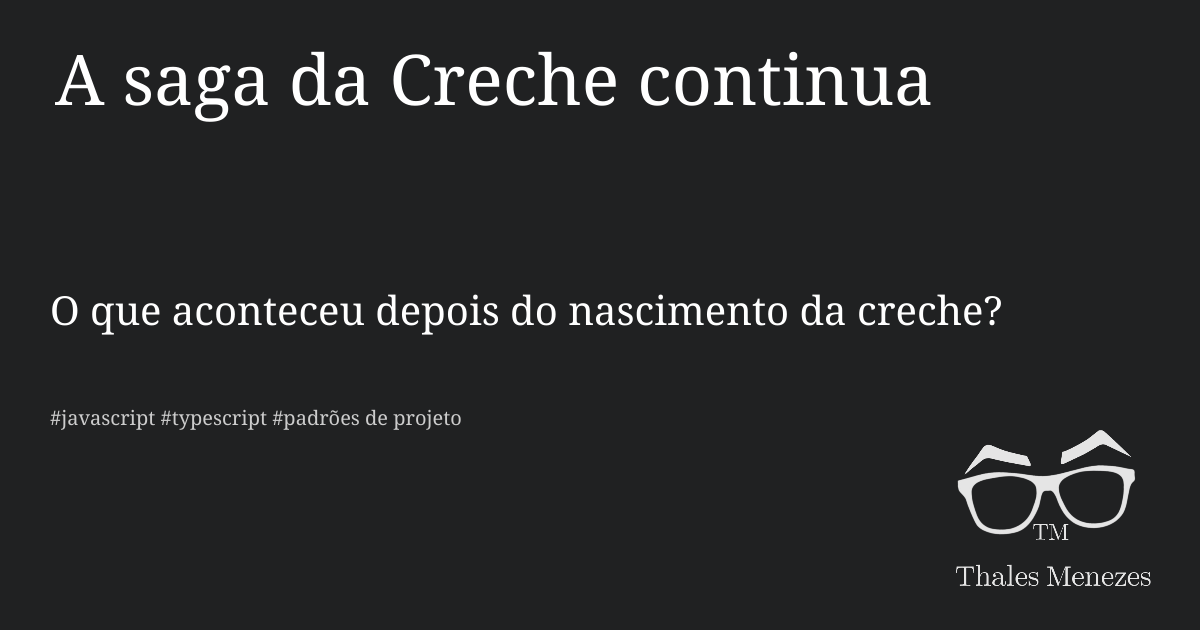 A saga da Creche continua
O que aconteceu depois do nascimento da creche?
#javascript #typescript #padrões de projeto
TM
Thales Menezes